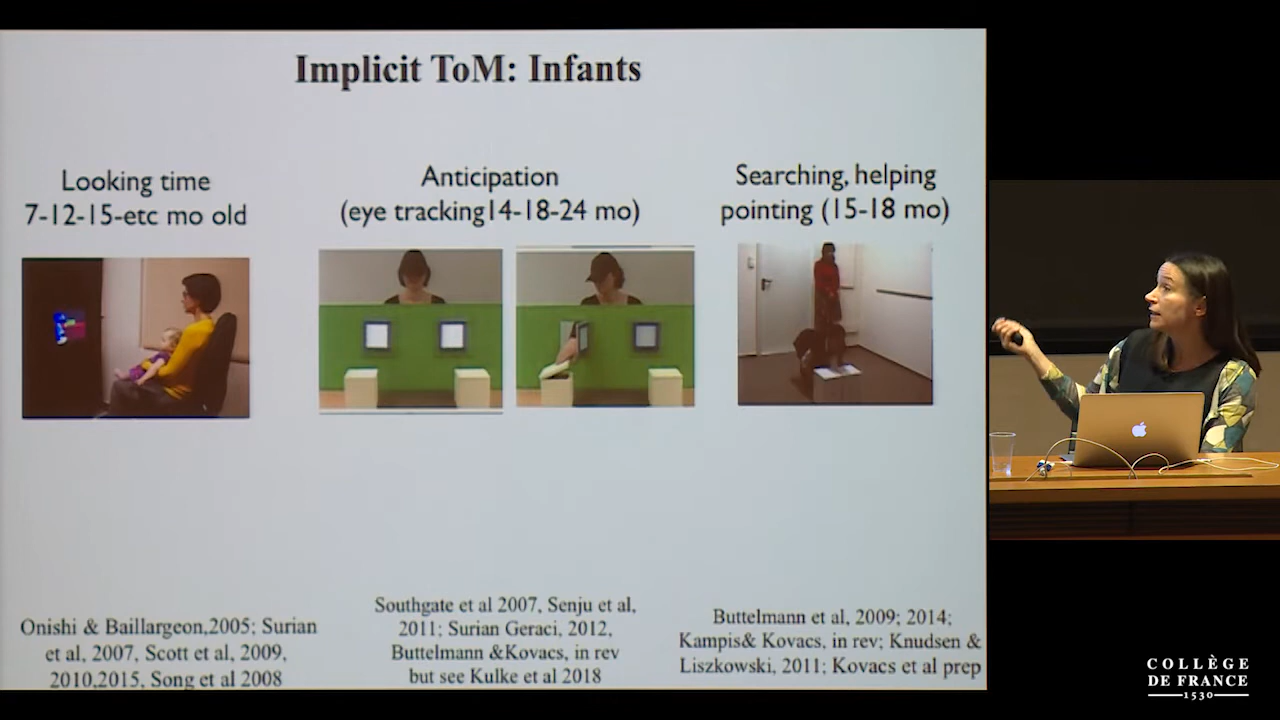 Implicit ToM: Infants
Looking time
7-12-15-etc mo old
Anticipation
(eye tracking14-18-24 mo)
Searching, helping
pointing (15-18 mo)
Onishi & Baillargeon,2005; Surian
et al, 2007, Scott et al, 2009,
2010,2015, Song et al 2008
Southgate et al 2007, Senju et al,
2011; Surian Geraci, 2012,
Buttelmann &Kovacs, in rev
but see Kulke et al 2018
Buttelmann et al, 2009; 2014;
Kampis& Kovacs, in rev; Knudsen &
Liszkowski, 2011; Kovacs et al prep
COLLÈGE
DE FRANCE
1530